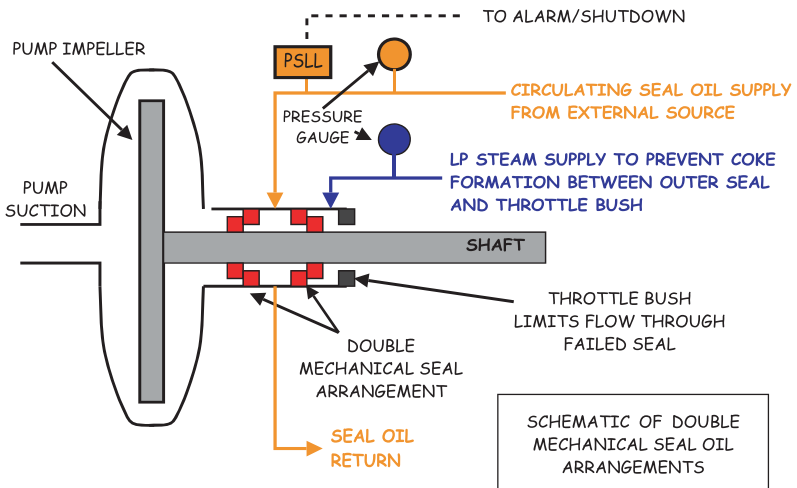 TO ALARM/SHUTDOWN
PUMP IMPELLER
PSLL
CIRCULATING SEAL OIL SUPPLY
FROM EXTERNAL SOURCE
PRESSURE
GAUGE
LP STEAM SUPPLY TO PREVENT COKE
FORMATION BETWEEN OUTER SEAL
AND THROTTLE BUSH
PUMP
SUCTION
SHAFT
THROTTLE BUSH
LIMITS FLOW THROUGH
FAILED SEAL
DOUBLE
MECHANICAL SEAL
ARRANGEMENT
SEAL OIL
RETURN
SCHEMATIC OF DOUBLE
MECHANICAL SEAL OIL
ARRANGEMENTS